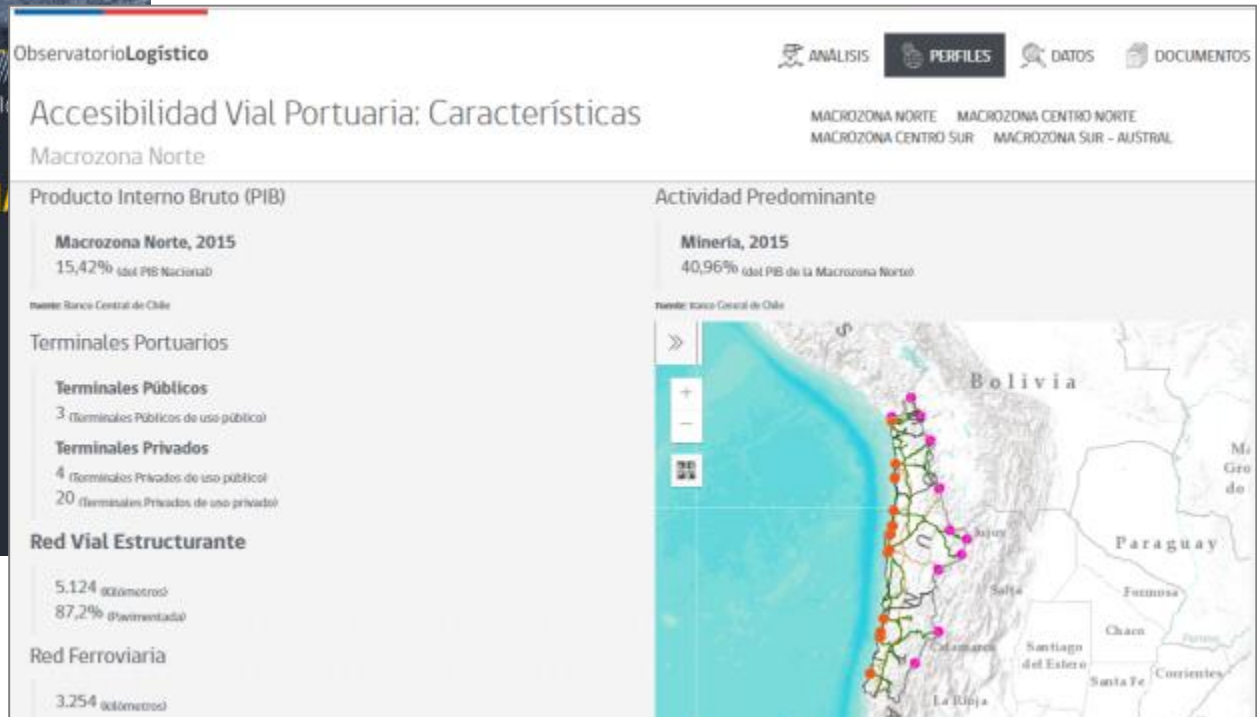 ObservatorioLogístico
ANÁLISIS
PERFILES
DATOS
DOCUMENTOS
Accesibilidad Vial Portuaria: Características
Macrozona Norte
MACROZONA NORTE MACROZONA CENTRO NORTE
MACROZONA CENTRO SUR MACROZONA SUR - AUSTRAL
Producto Interno Bruto (PIB)
Macrozona Norte, 2015
15,42% (del PIB Nacional)
Fuente: Banco Central de Chile
Terminales Portuarios
Terminales Públicos
3 (Terminales Públicos de uso público)
Terminales Privados
4 (Terminales Privados de uso público)
20 (Terminales Privados de uso privado)
Red Vial Estructurante
5.124 (Kilómetros)
87,2% (Pavimentada)
Red Ferroviaria
3.254 (Kilómetros)
Actividad Predominante
Minería, 2015
40,96% (del PIB de la Macrozona Norte)
Fuente: Banco Central de Chile
Bolivia
Paraguay
Jujuy
Salta
Formosa
Chaco
Catamarca
Santiago
del Estero
Santa Fe
Corrientes
La Rioja